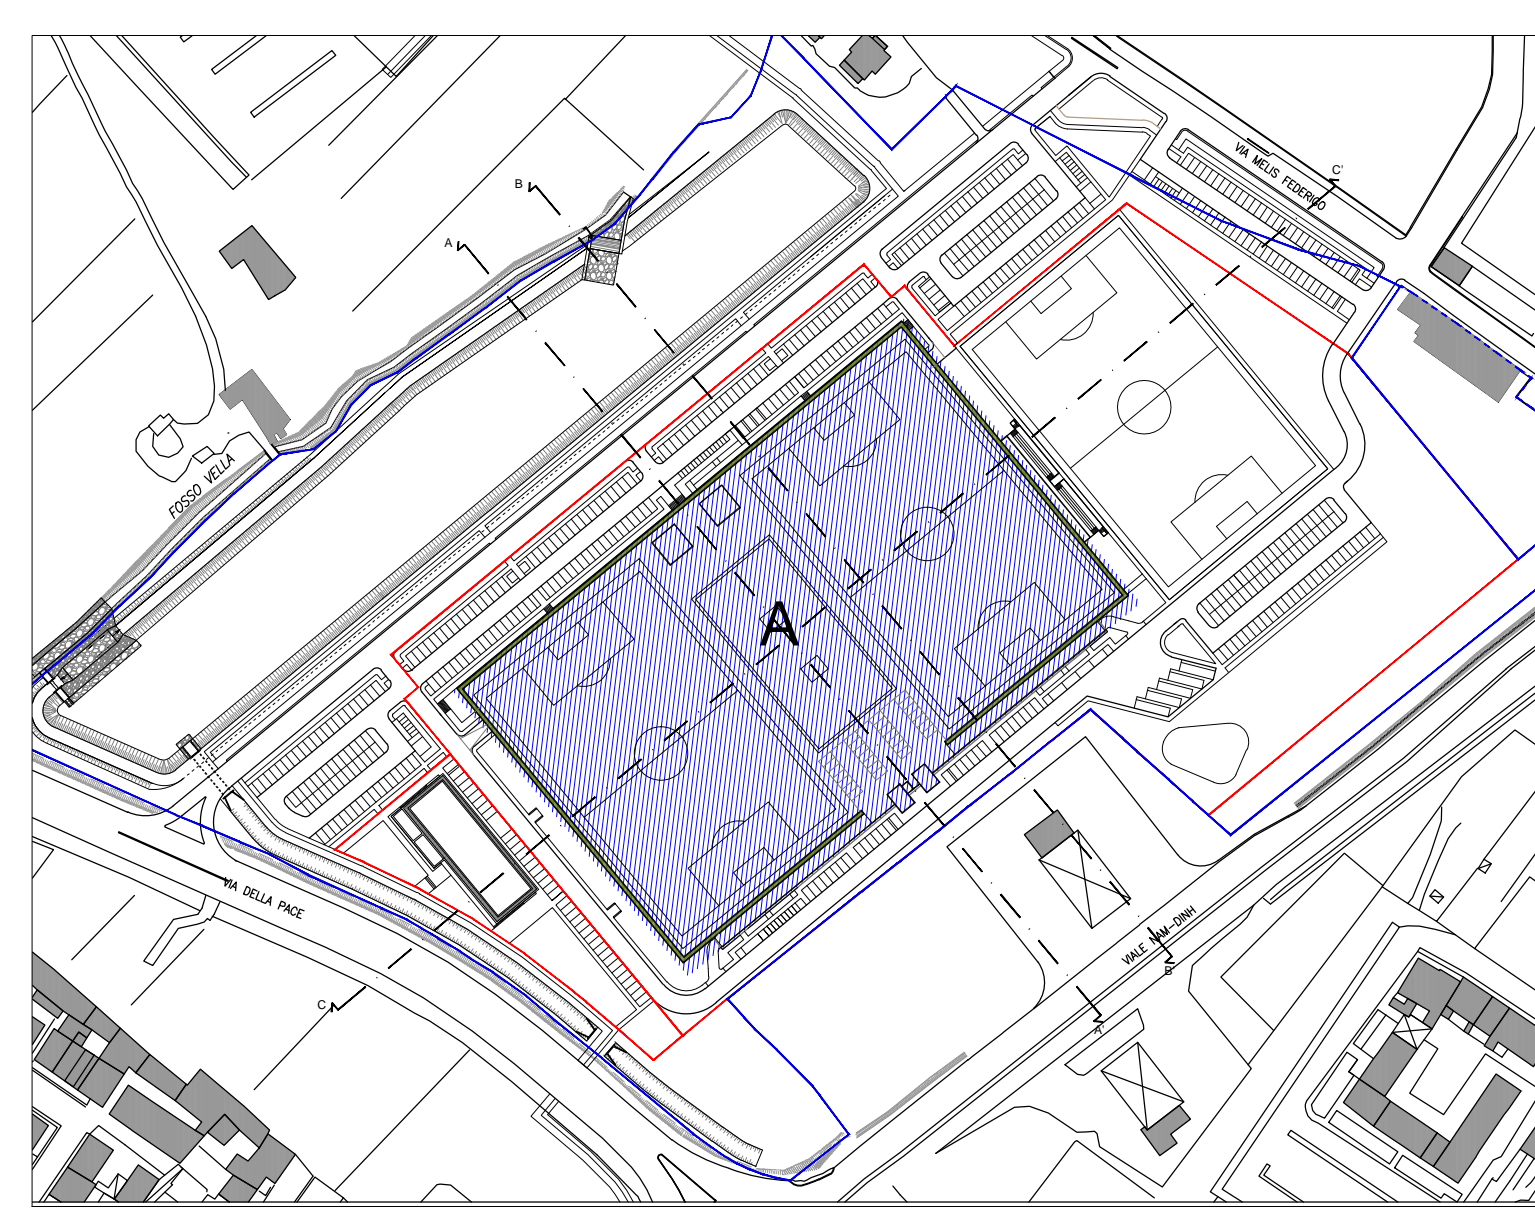 B
A
VIA MELIS FEDERICO
C'
FOSSO VELLA
A
VIA DELLA PACE
VIALE NAM-DINH
B'
C
A'